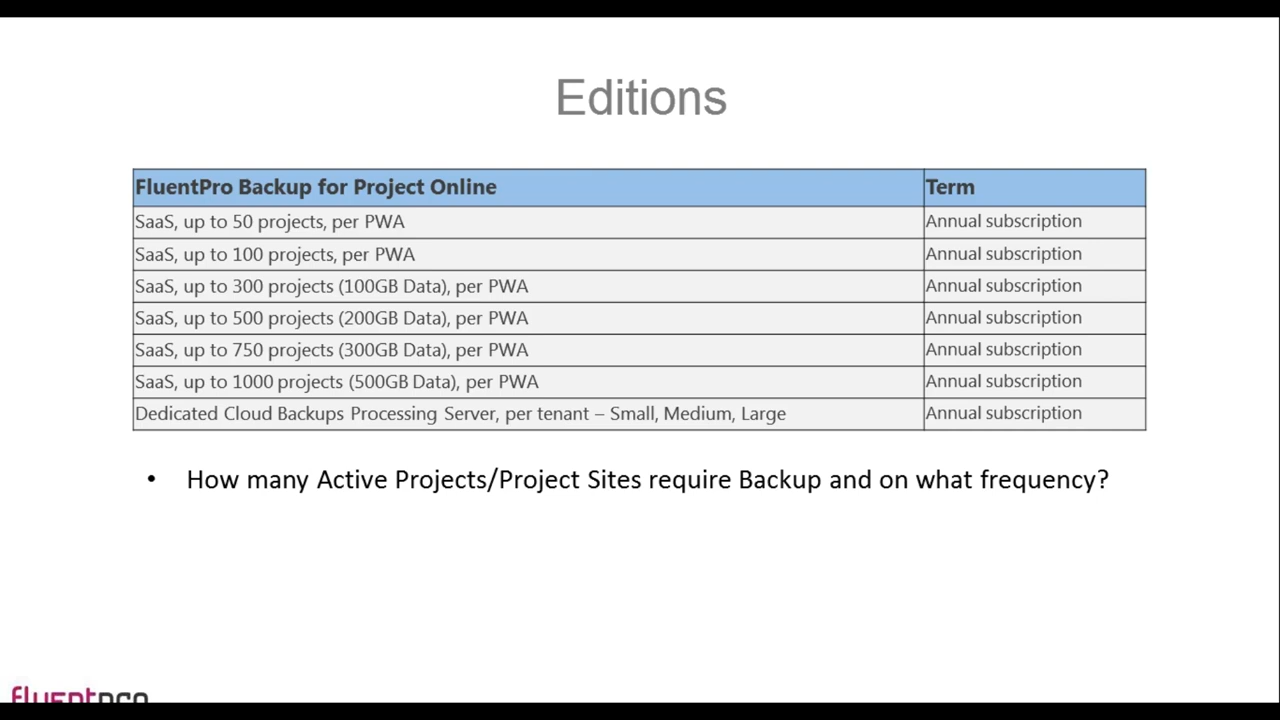 Editions
FluentPro Backup for Project Online Term
SaaS, up to 50 projects, per PWA Annual subscription
SaaS, up to 100 projects, per PWA Annual subscription
SaaS, up to 300 projects (100GB Data), per PWA Annual subscription
SaaS, up to 500 projects (200GB Data), per PWA Annual subscription
SaaS, up to 750 projects (300GB Data), per PWA Annual subscription
SaaS, up to 1000 projects (500GB Data), per PWA Annual subscription
Dedicated Cloud Backups Processing Server, per tenant – Small, Medium, Large Annual subscription
• How many Active Projects/Project Sites require Backup and on what frequency?
fluentpro